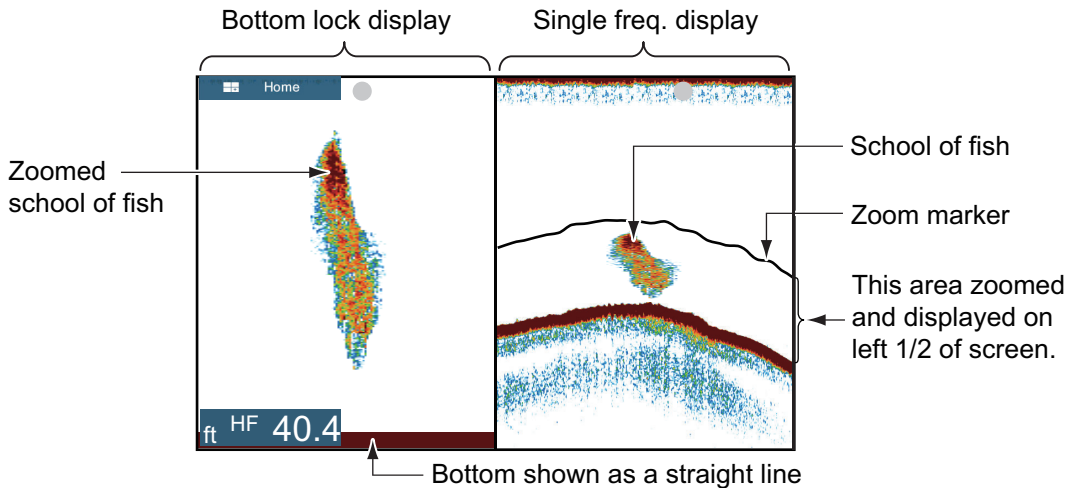 Bottom lock display
Single freq. display
Home
Zoomed
school of fish
School of fish
Zoom marker
This area zoomed
and displayed on
left 1/2 of screen.
ft HF 40.4
Bottom shown as a straight line